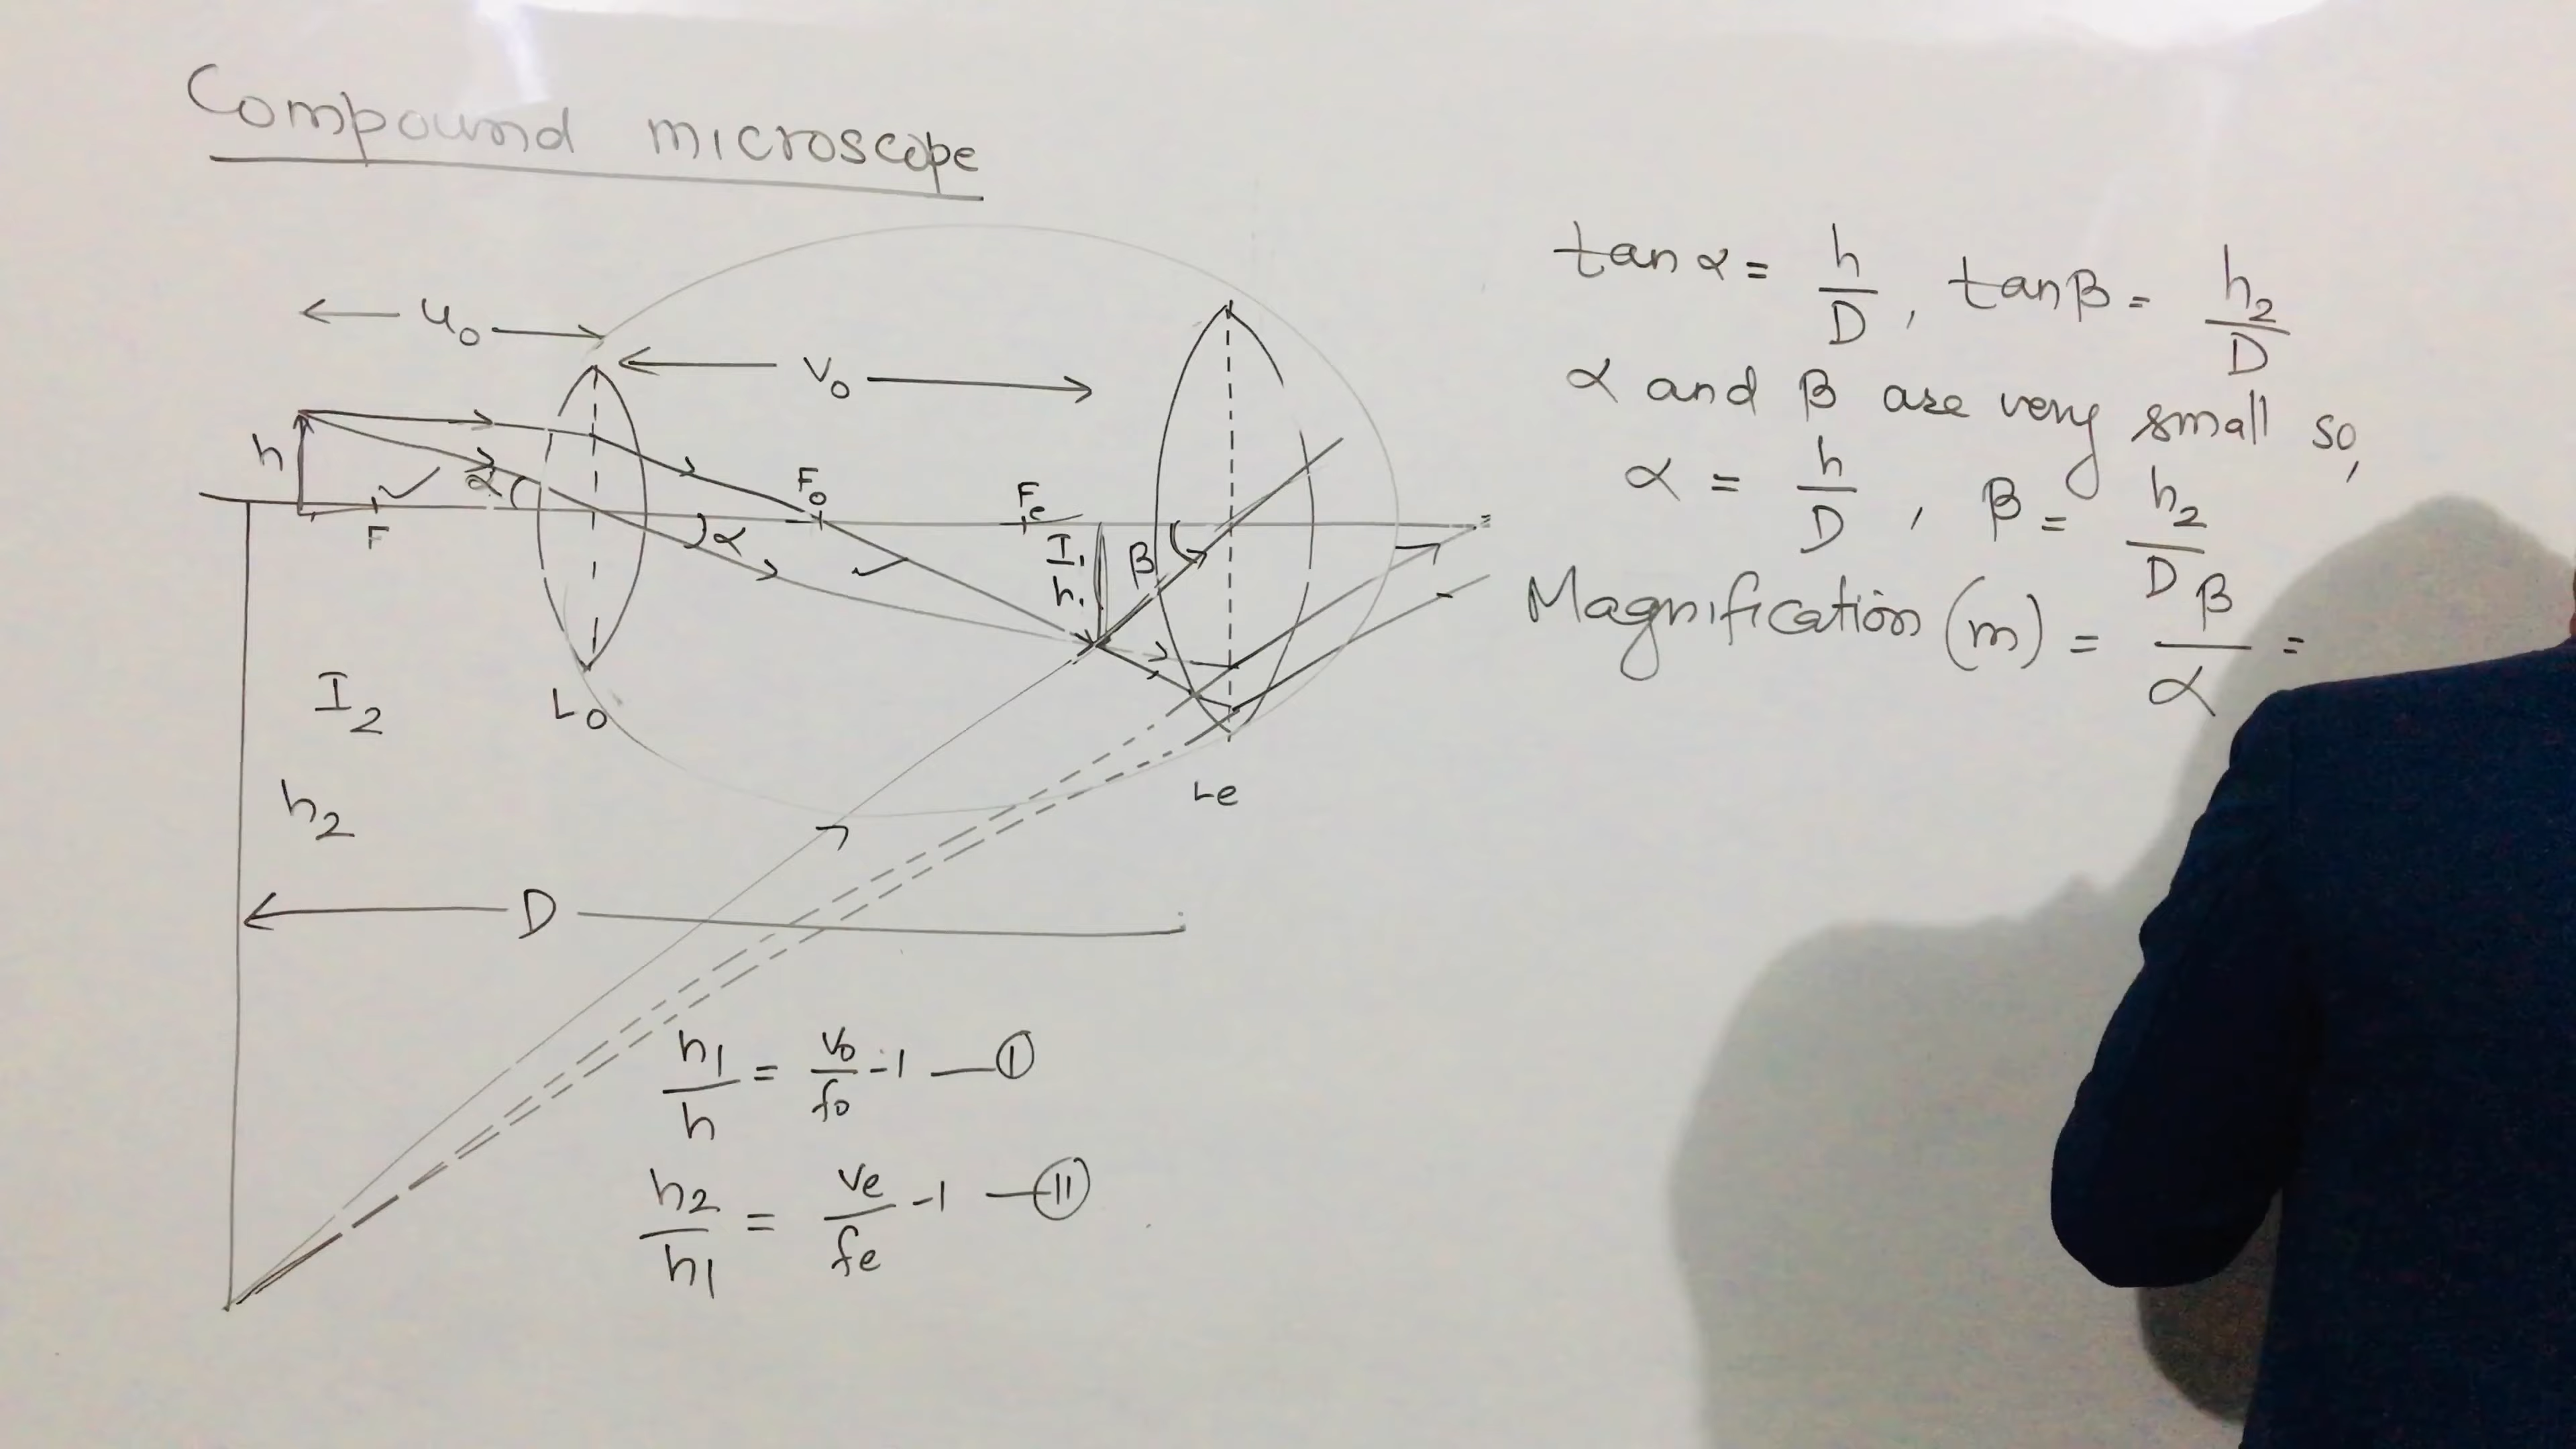 Compound microscope
u₀
v₀
h
α
F
α
F₀
Fₑ
I₁
h₁
β
I₂
h₂
L₀
Lₑ
D
h₁/h = v₀/f₀ -1 — Ⓘ
h₂/h₁ = vₑ/fₑ -1 — Ⓘⓘ
tan α = h/D , tan β = h₂/D
α and β are very small so,
α = h/D , β = h₂/D
Magnification (m) = β/α =